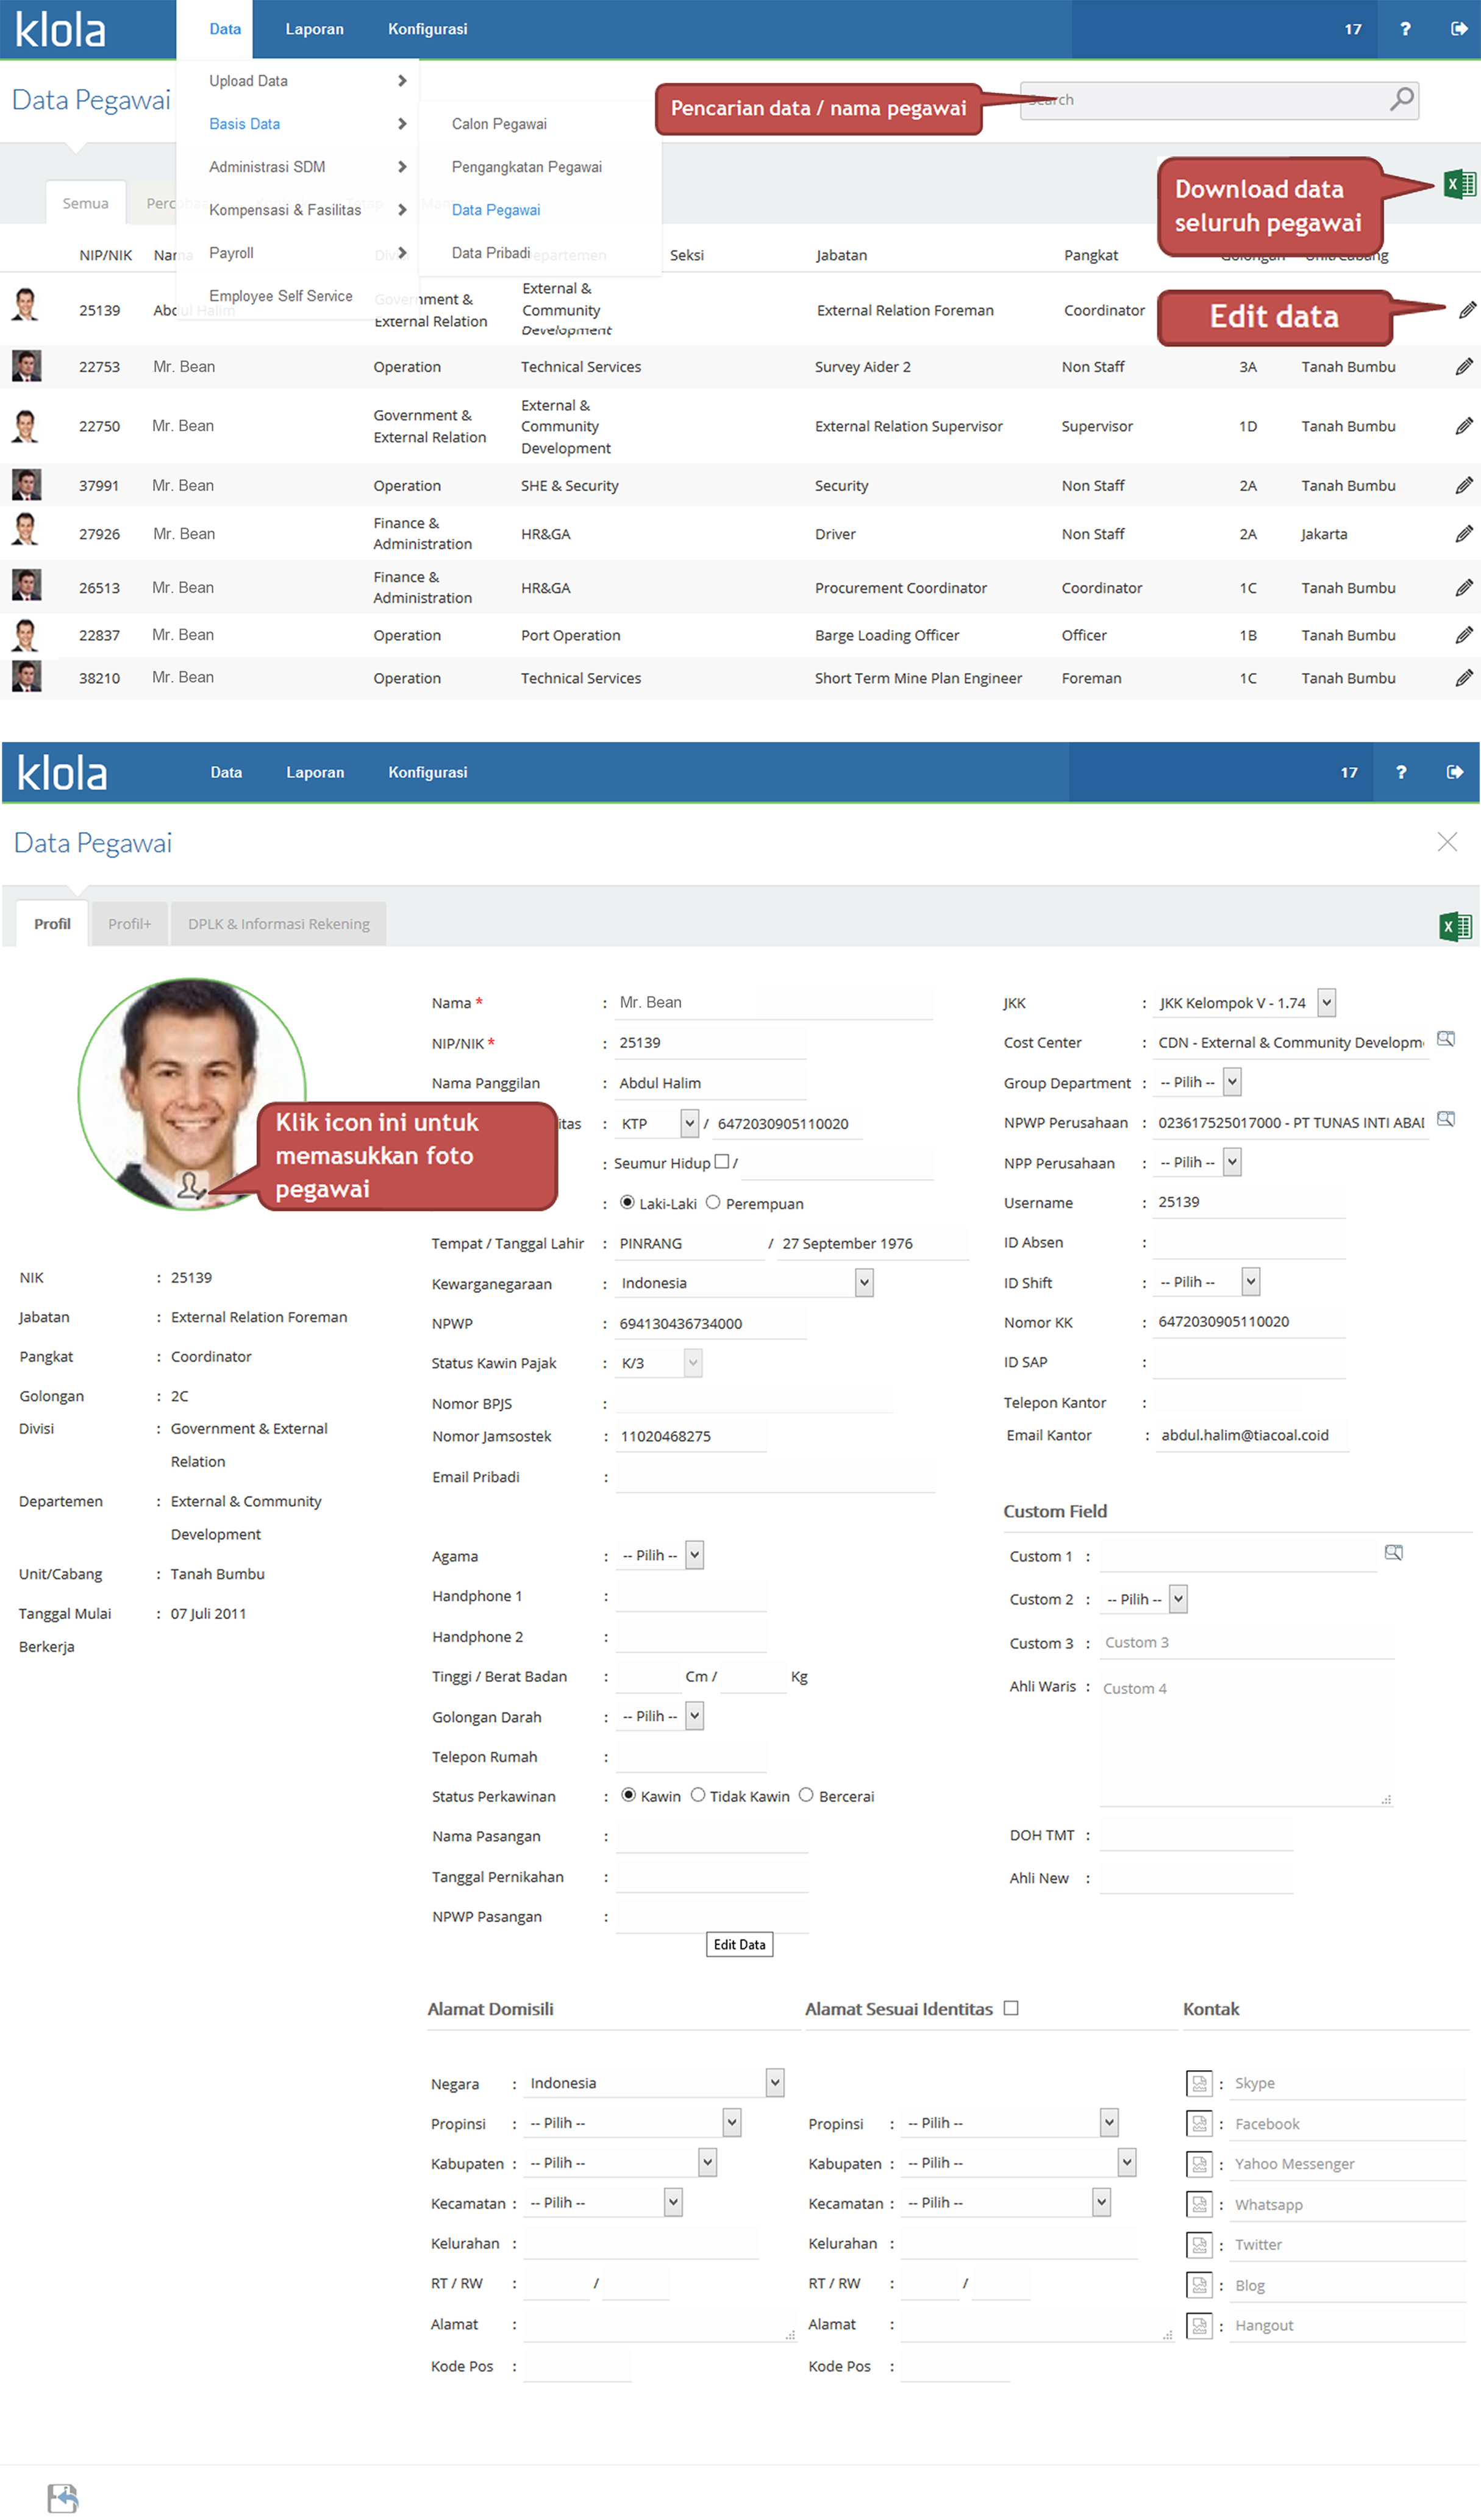 klola
Data Laporan Konfigurasi 17 ?
Data Pegawai
Upload Data
Basis Data
Administrasi SDM
Kompensasi & Fasilitas
Payroll
Employee Self Service
Calon Pegawai
Pengangkatan Pegawai
Data Pegawai
Data Pribadi
Pencarian data / nama pegawai
Search
Download data
seluruh pegawai
Semua
NIP/NIK Nama Departemen Seksi Jabatan Pangkat Golongan Unit/Cabang
25139 Abdul Halim Government & External Relation External & Community Development External Relation Foreman Coordinator
Edit data
22753 Mr. Bean Operation Technical Services Survey Aider 2 Non Staff 3A Tanah Bumbu
22750 Mr. Bean Government & External Relation External & Community Development External Relation Supervisor Supervisor 1D Tanah Bumbu
37991 Mr. Bean Operation SHE & Security Security Non Staff 2A Tanah Bumbu
27926 Mr. Bean Finance & Administration HR&GA Driver Non Staff 2A Jakarta
26513 Mr. Bean Finance & Administration HR&GA Procurement Coordinator Coordinator 1C Tanah Bumbu
22837 Mr. Bean Operation Port Operation Barge Loading Officer Officer 1B Tanah Bumbu
38210 Mr. Bean Operation Technical Services Short Term Mine Plan Engineer Foreman 1C Tanah Bumbu
klola
Data Laporan Konfigurasi 17 ?
Data Pegawai
Profil Profil+ DPLK & Informasi Rekening
Klik icon ini untuk
memasukkan foto
pegawai
NIK : 25139
Jabatan : External Relation Foreman
Pangkat : Coordinator
Golongan : 2C
Divisi : Government & External
Relation
Departemen : External & Community
Development
Unit/Cabang : Tanah Bumbu
Tanggal Mulai : 07 Juli 2011
Berkerja
Nama * : Mr. Bean
NIP/NIK * : 25139
Nama Panggilan : Abdul Halim
itas : KTP / 6472030905110020
: Seumur Hidup /
: Laki-Laki Perempuan
Tempat / Tanggal Lahir : PINRANG / 27 September 1976
Kewarganegaraan : Indonesia
NPWP : 694130436734000
Status Kawin Pajak : K/3
Nomor BPJS :
Nomor Jamsostek : 11020468275
Email Pribadi :
Agama : -- Pilih --
Handphone 1 :
Handphone 2 :
Tinggi / Berat Badan : Cm / Kg
Golongan Darah : -- Pilih --
Telepon Rumah :
Status Perkawinan : Kawin Tidak Kawin Bercerai
Nama Pasangan :
Tanggal Pernikahan :
NPWP Pasangan :
Edit Data
JKK : JKK Kelompok V - 1.74
Cost Center : CDN - External & Community Developm
Group Department : -- Pilih --
NPWP Perusahaan : 023617525017000 - PT TUNAS INTI ABAI
NPP Perusahaan : -- Pilih --
Username : 25139
ID Absen :
ID Shift : -- Pilih --
Nomor KK : 6472030905110020
ID SAP :
Telepon Kantor :
Email Kantor : abdul.halim@tiacoal.coid
Custom Field
Custom 1 :
Custom 2 : -- Pilih --
Custom 3 : Custom 3
Ahli Waris : Custom 4
DOH TMT :
Ahli New :
Alamat Domisili
Negara : Indonesia
Propinsi : -- Pilih --
Kabupaten : -- Pilih --
Kecamatan : -- Pilih --
Kelurahan :
RT / RW : /
Alamat :
Kode Pos :
Alamat Sesuai Identitas
Propinsi : -- Pilih --
Kabupaten : -- Pilih --
Kecamatan : -- Pilih --
Kelurahan :
RT / RW : /
Alamat :
Kode Pos :
Kontak
: Skype
: Facebook
: Yahoo Messenger
: Whatsapp
: Twitter
: Blog
: Hangout